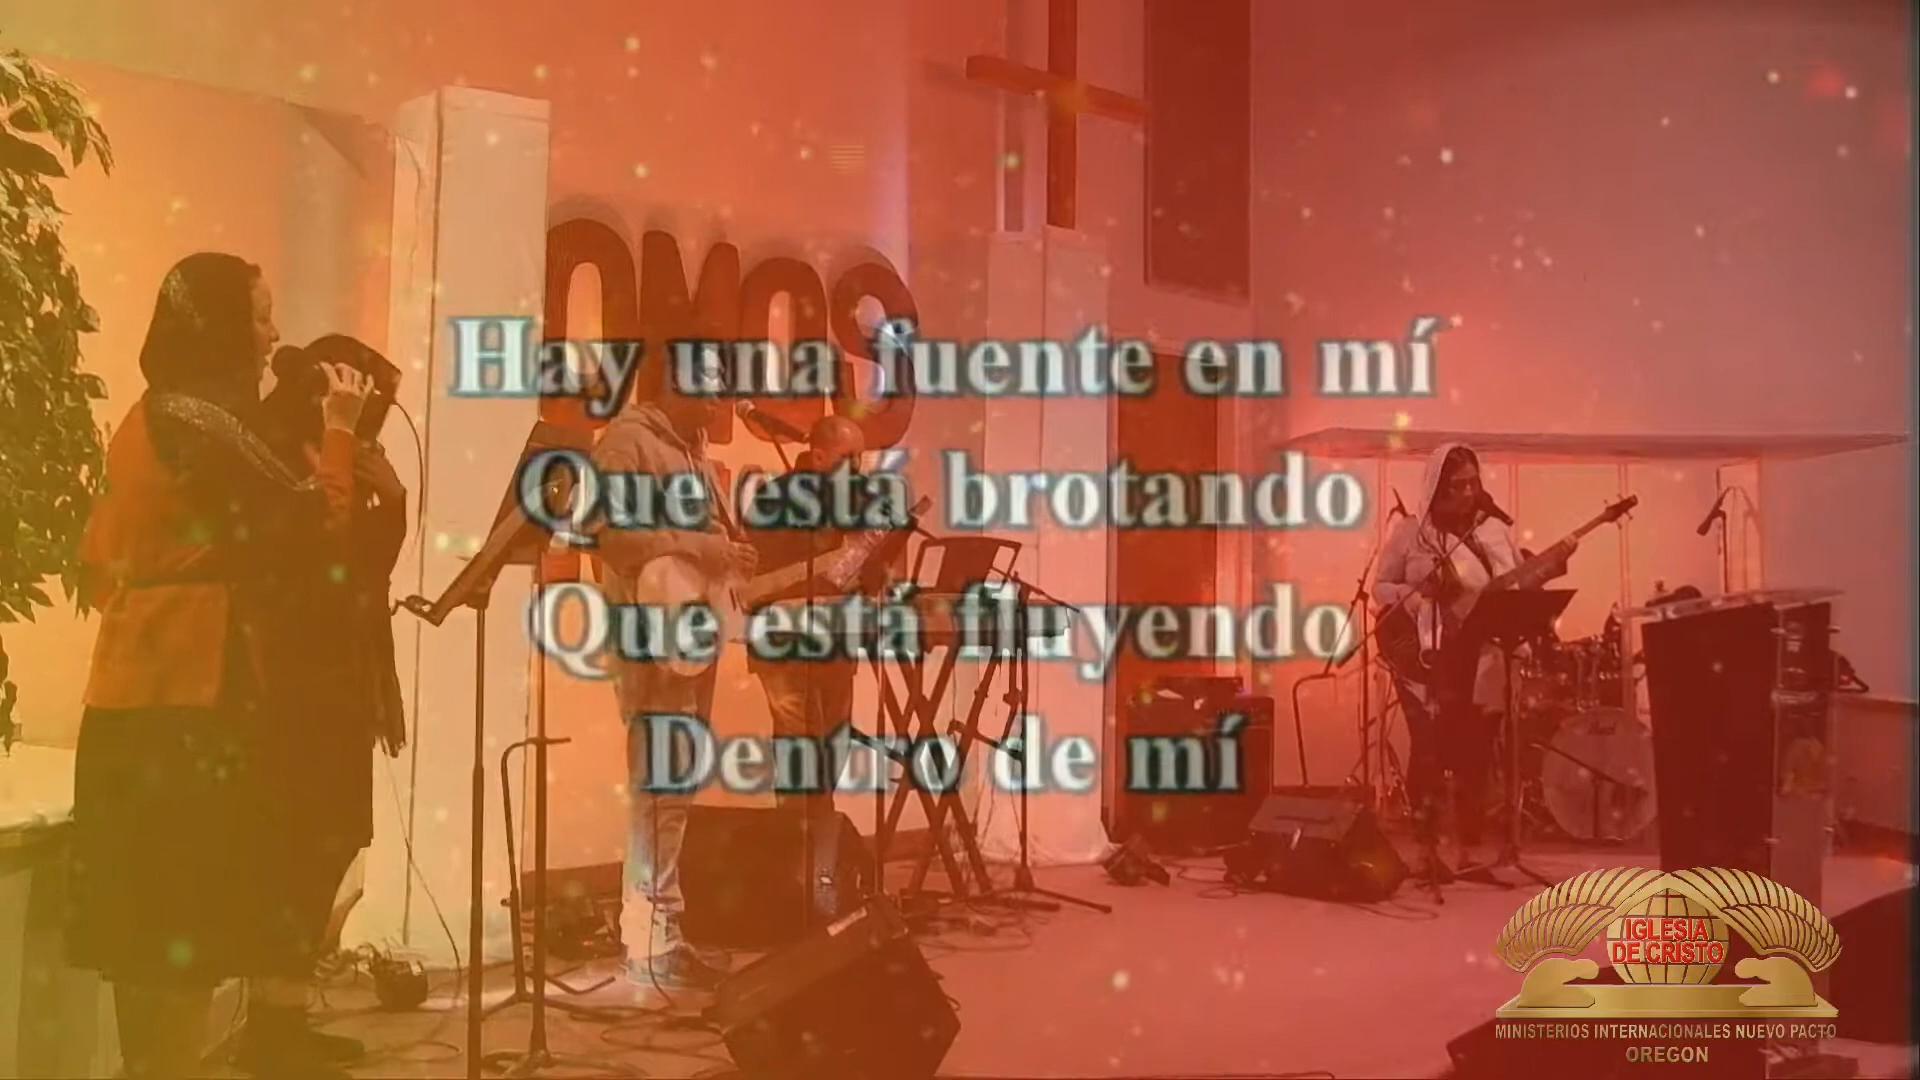 Hay una fuente en mí
Que está brotando
Que está fluyendo
Dentro de mí
IGLESIA
DE CRISTO
MINISTERIOS INTERNACIONALES NUEVO PACTO
OREGON